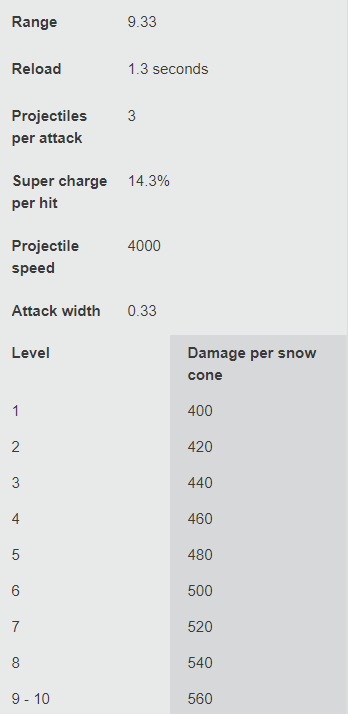 Range 9.33
Reload 1.3 seconds
Projectiles 3
per attack
Super charge 14.3%
per hit
Projectile 4000
speed
Attack width 0.33
Level Damage per snow
cone
1 400
2 420
3 440
4 460
5 480
6 500
7 520
8 540
9 - 10 560